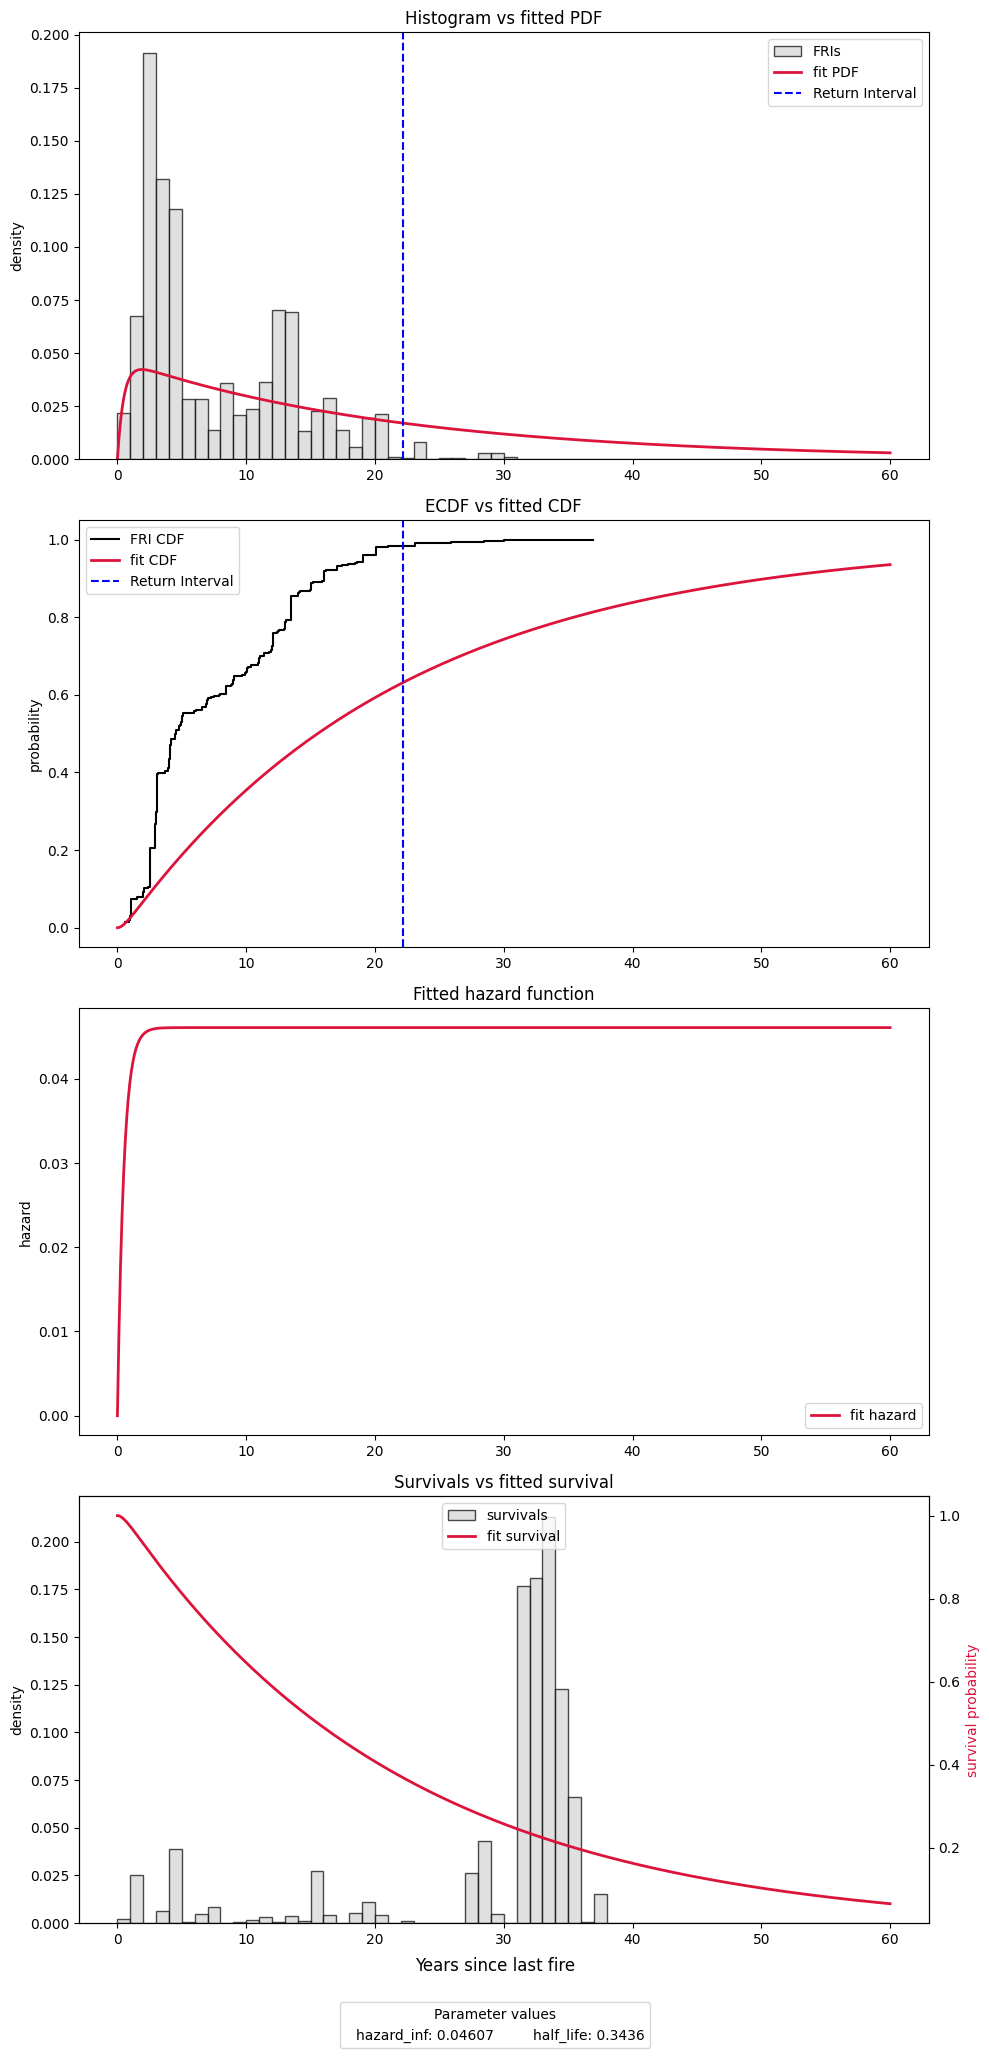 Histogram vs fitted PDF
0.200
0.175
0.150
0.125
0.100
0.075
0.050
0.025
0.000
density
FRIs
fit PDF
Return Interval
0 10 20 30 40 50 60
ECDF vs fitted CDF
1.0
0.8
0.6
0.4
0.2
0.0
probability
FRI CDF
fit CDF
Return Interval
0 10 20 30 40 50 60
Fitted hazard function
0.04
0.03
0.02
0.01
0.00
hazard
fit hazard
0 10 20 30 40 50 60
Survivals vs fitted survival
0.200
0.175
0.150
0.125
0.100
0.075
0.050
0.025
0.000
density
survivals
fit survival
1.0
0.8
0.6
0.4
0.2
survival probability
0 10 20 30 40 50 60
Years since last fire
Parameter values
hazard_inf: 0.04607 half_life: 0.3436